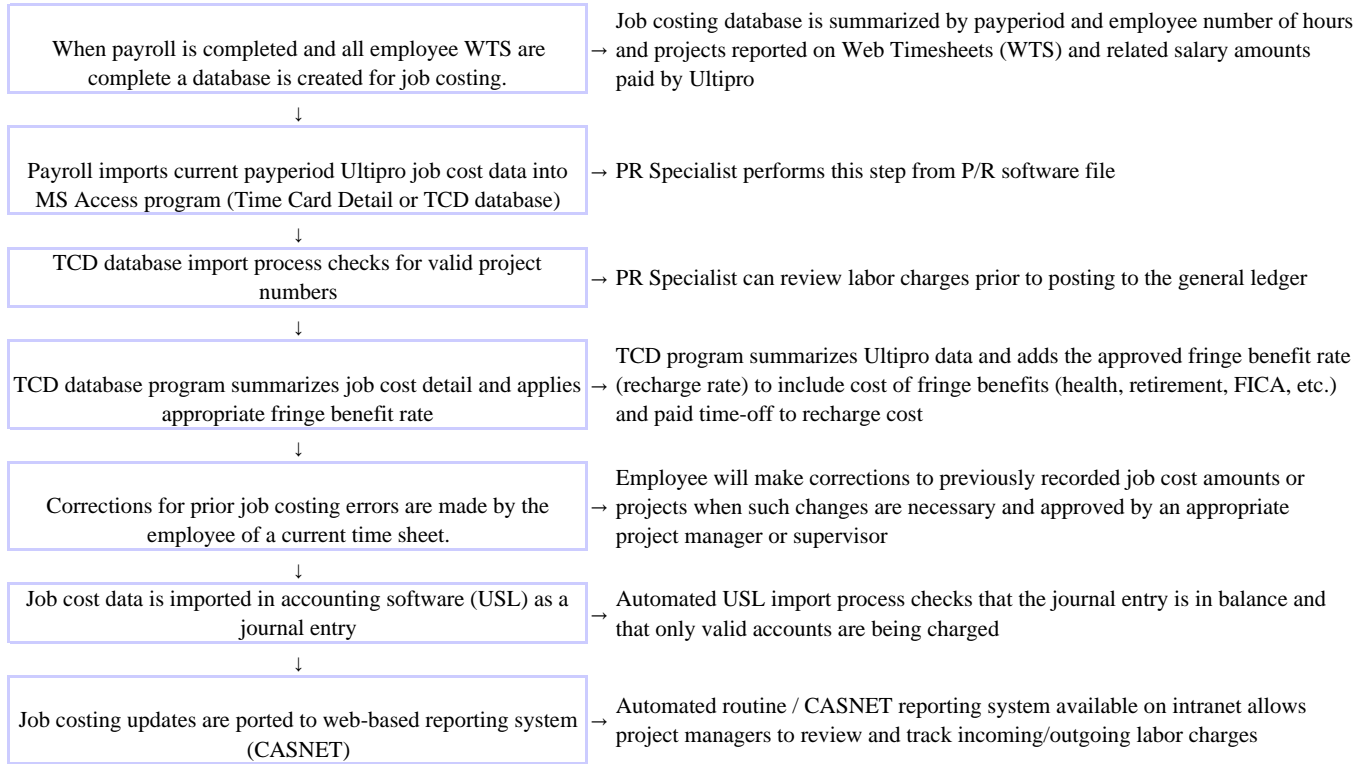 When payroll is completed and all employee WTS are
complete a database is created for job costing.
→
Job costing database is summarized by payperiod and employee number of hours
and projects reported on Web Timesheets (WTS) and related salary amounts
paid by Ultipro
↓
Payroll imports current payperiod Ultipro job cost data into
MS Access program (Time Card Detail or TCD database)
→ PR Specialist performs this step from P/R software file
↓
TCD database import process checks for valid project
numbers
→ PR Specialist can review labor charges prior to posting to the general ledger
↓
TCD database program summarizes job cost detail and applies
appropriate fringe benefit rate
→
TCD program summarizes Ultipro data and adds the approved fringe benefit rate
(recharge rate) to include cost of fringe benefits (health, retirement, FICA, etc.)
and paid time-off to recharge cost
↓
Corrections for prior job costing errors are made by the
employee of a current time sheet.
→
Employee will make corrections to previously recorded job cost amounts or
projects when such changes are necessary and approved by an appropriate
project manager or supervisor
↓
Job cost data is imported in accounting software (USL) as a
journal entry
→
Automated USL import process checks that the journal entry is in balance and
that only valid accounts are being charged
↓
Job costing updates are ported to web-based reporting system
(CASNET)
→
Automated routine / CASNET reporting system available on intranet allows
project managers to review and track incoming/outgoing labor charges